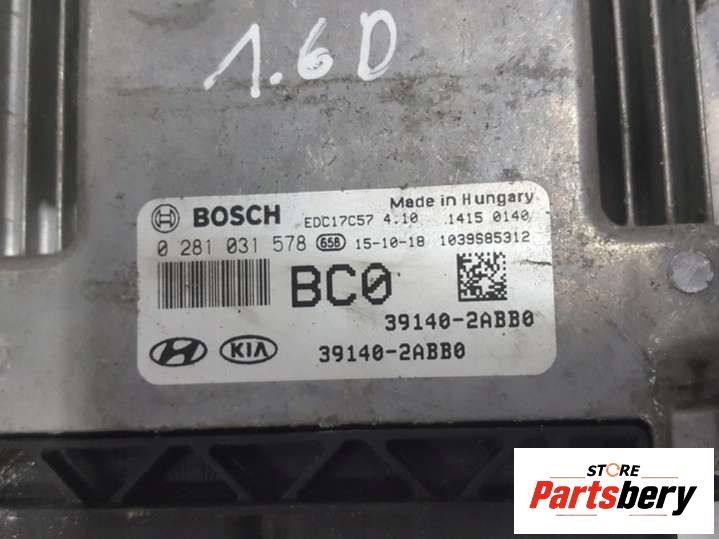 1.6D
BOSCH EDC17C57 4.10 Made in Hungary
1415 0140
0 281 031 578 658 15-10-18 1039S85312
BC0
39140-2ABB0
KIA 39140-2ABB0
STORE
Partsbery